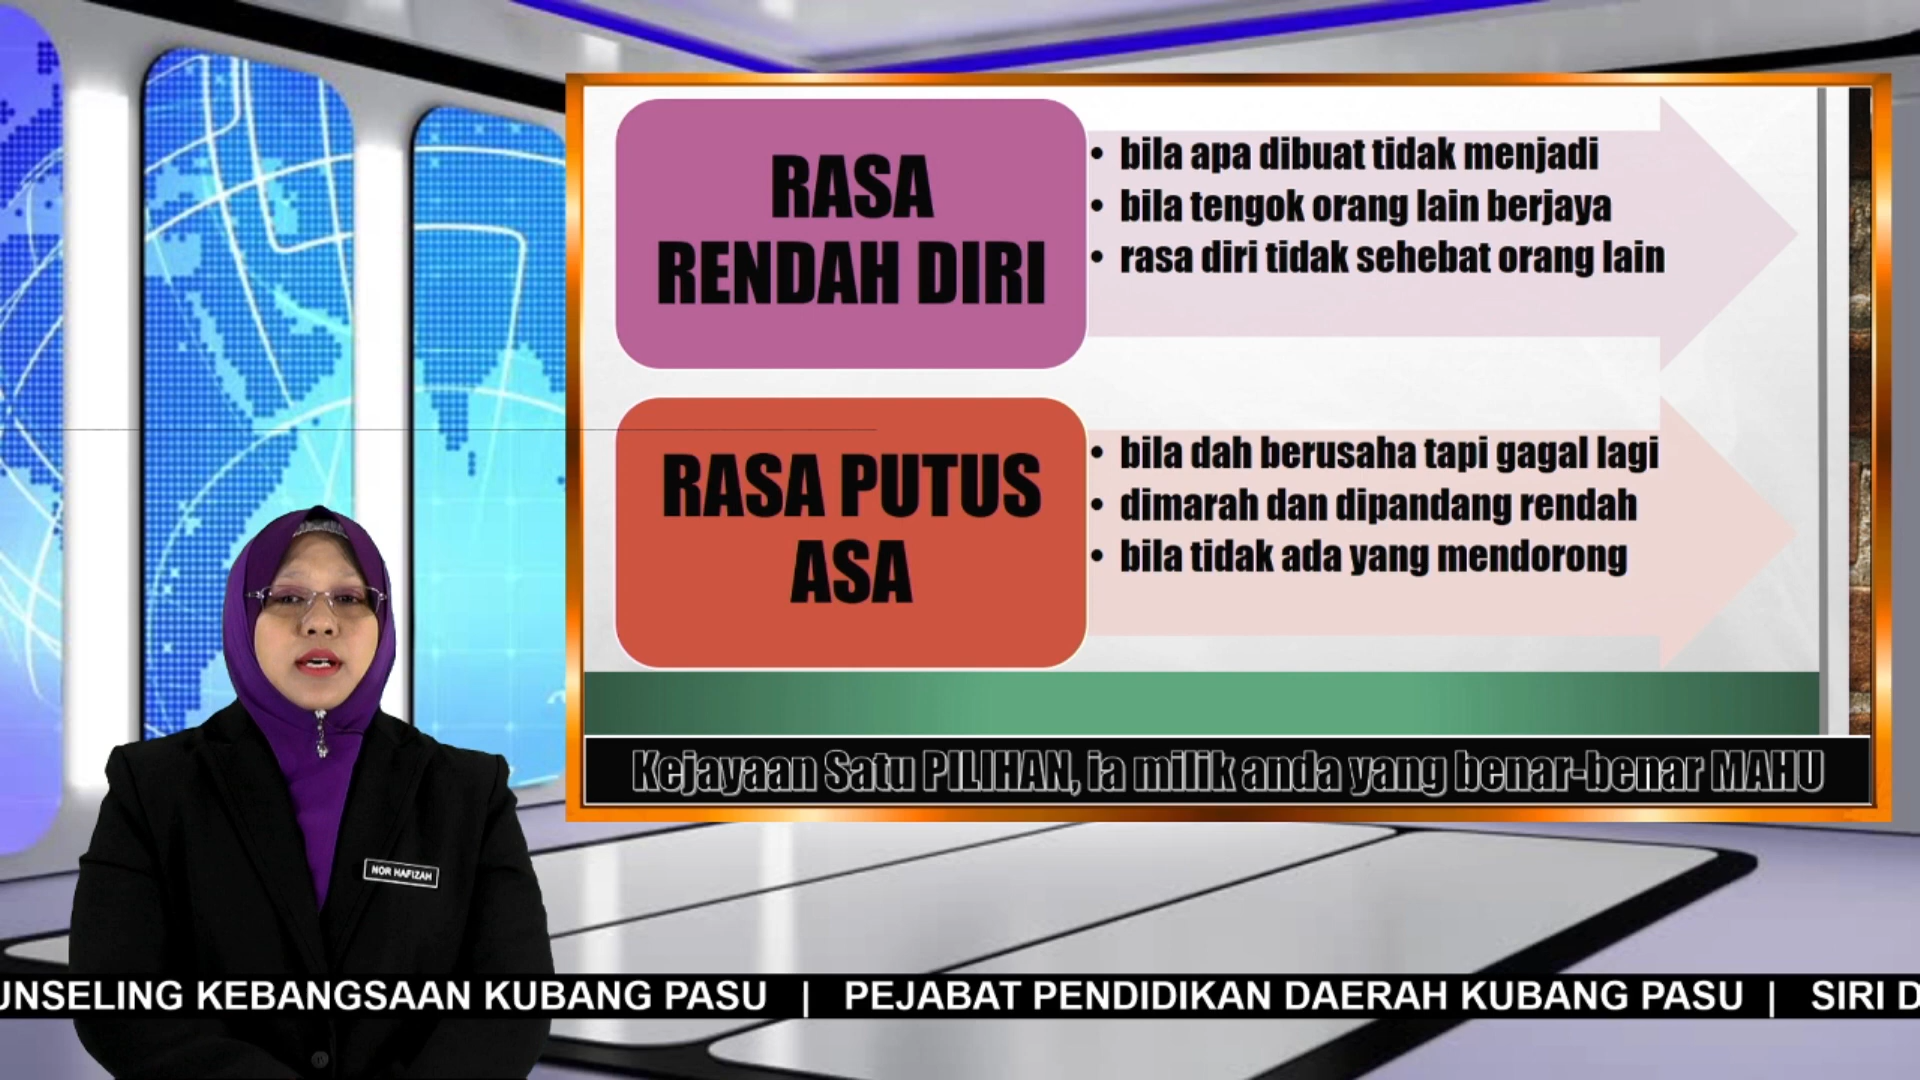 RASA
RENDAH DIRI
• bila apa dibuat tidak menjadi
• bila tengok orang lain berjaya
• rasa diri tidak sehebat orang lain
RASA PUTUS
ASA
• bila dah berusaha tapi gagal lagi
• dimarah dan dipandang rendah
• bila tidak ada yang mendorong
Kejayaan Satu PILIHAN, ia milik anda yang benar-benar MAHU
NOR HAFIZAH
UNSELING KEBANGSAAN KUBANG PASU | PEJABAT PENDIDIKAN DAERAH KUBANG PASU | SIRI D